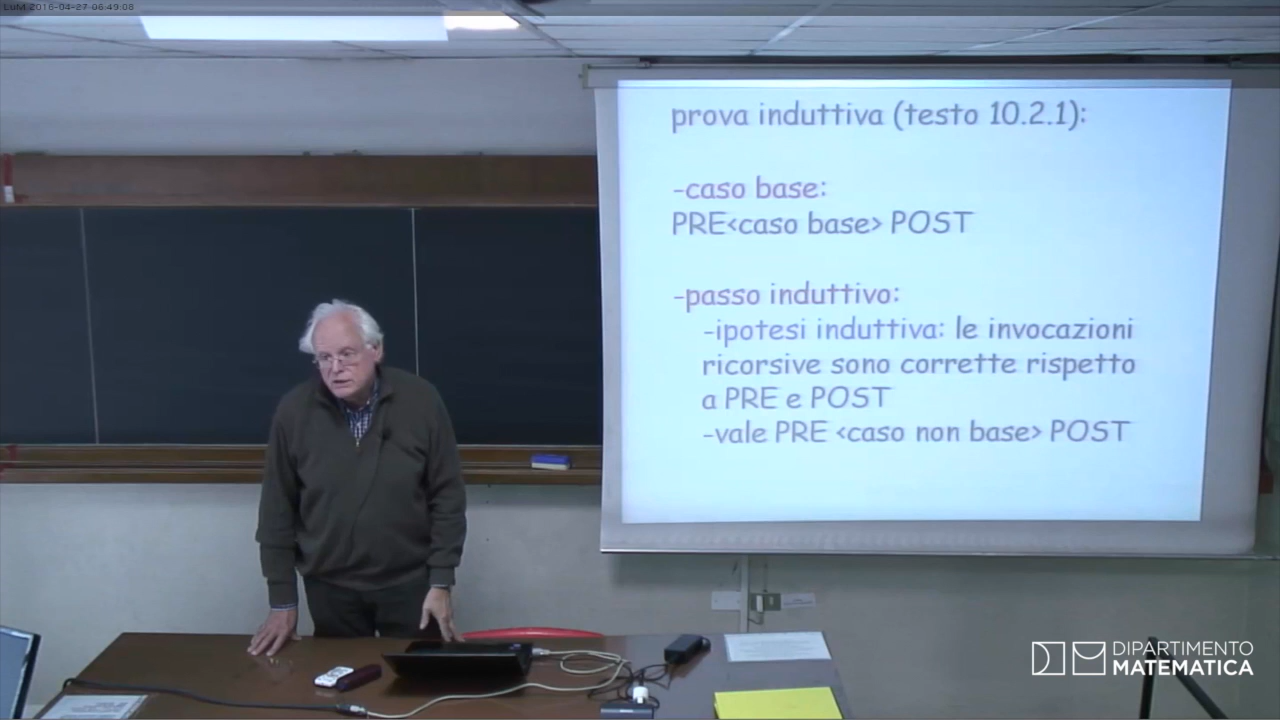 LuM 2016-04-27 06:49:08
prova induttiva (testo 10.2.1):
-caso base:
PRE<caso base> POST
-passo induttivo:
-ipotesi induttiva: le invocazioni
ricorsive sono corrette rispetto
a PRE e POST
-vale PRE <caso non base> POST
DIPARTIMENTO
MATEMATICA